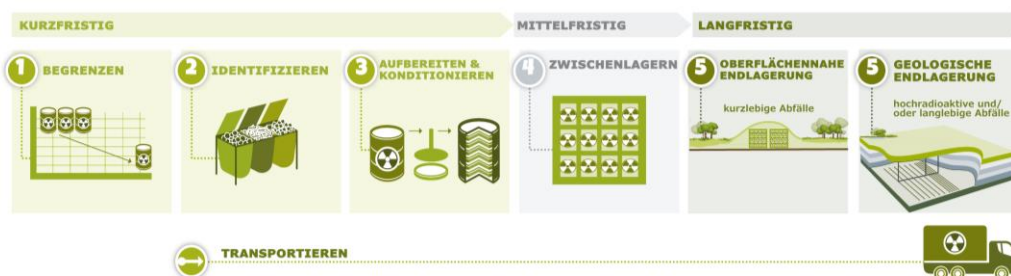 KURZFRISTIG
MITTELFRISTIG
LANGFRISTIG
1 BEGRENZEN
2 IDENTIFIZIEREN
3 AUFBEREITEN &
KONDITIONIEREN
4 ZWISCHENLAGERN
5 OBERFLÄCHENNAHE
ENDLAGERUNG
kurzlebige Abfälle
5 GEOLOGISCHE
ENDLAGERUNG
hochradioaktive und/
oder langlebige Abfälle
TRANSPORTIEREN